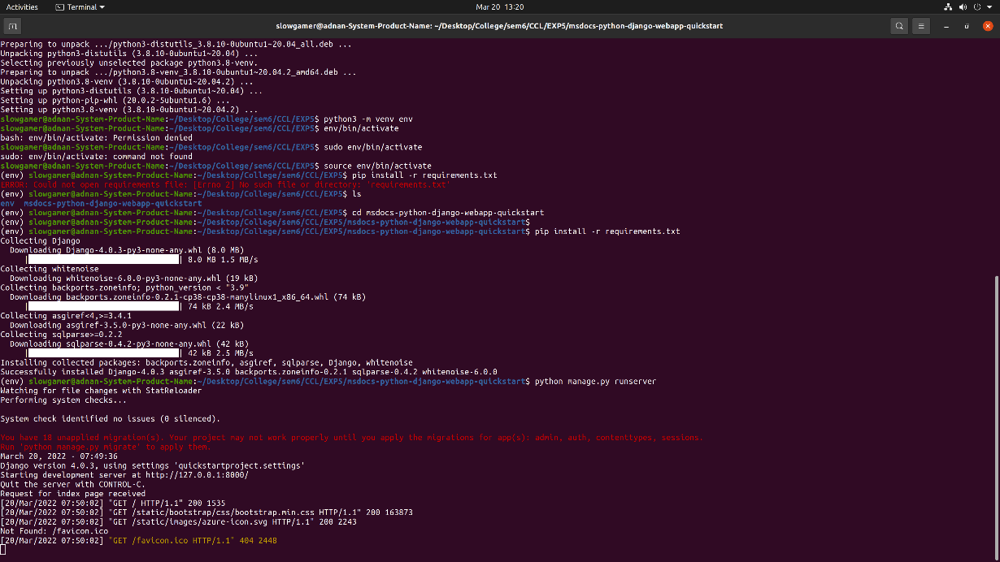 Activities
Terminal
Mar 20 13:20
slowgamer@adnan-System-Product-Name: ~/Desktop/College/sem6/CCL/EXP5/msdocs-python-django-webapp-quickstart
Preparing to unpack .../python3-distutils_3.8.10-0ubuntu1~20.04_all.deb ...
Unpacking python3-distutils (3.8.10-0ubuntu1~20.04) ...
Selecting previously unselected package python3.8-venv.
Preparing to unpack .../python3.8-venv_3.8.10-0ubuntu1~20.04.2_amd64.deb ...
Unpacking python3.8-venv (3.8.10-0ubuntu1~20.04.2) ...
Setting up python3-distutils (3.8.10-0ubuntu1~20.04) ...
Setting up python-pip-whl (20.0.2-5ubuntu1.6) ...
Setting up python3.8-venv (3.8.10-0ubuntu1~20.04.2) ...
slowgamer@adnan-System-Product-Name:~/Desktop/College/sem6/CCL/EXP5$ python3 -m venv env
slowgamer@adnan-System-Product-Name:~/Desktop/College/sem6/CCL/EXP5$ env/bin/activate
bash: env/bin/activate: Permission denied
slowgamer@adnan-System-Product-Name:~/Desktop/College/sem6/CCL/EXP5$ sudo env/bin/activate
sudo: env/bin/activate: command not found
slowgamer@adnan-System-Product-Name:~/Desktop/College/sem6/CCL/EXP5$ source env/bin/activate
(env) slowgamer@adnan-System-Product-Name:~/Desktop/College/sem6/CCL/EXP5$ pip install -r requirements.txt
ERROR: Could not open requirements file: [Errno 2] No such file or directory: 'requirements.txt'
(env) slowgamer@adnan-System-Product-Name:~/Desktop/College/sem6/CCL/EXP5$ ls
env  msdocs-python-django-webapp-quickstart
(env) slowgamer@adnan-System-Product-Name:~/Desktop/College/sem6/CCL/EXP5$ cd msdocs-python-django-webapp-quickstart
(env) slowgamer@adnan-System-Product-Name:~/Desktop/College/sem6/CCL/EXP5/msdocs-python-django-webapp-quickstart$
(env) slowgamer@adnan-System-Product-Name:~/Desktop/College/sem6/CCL/EXP5/msdocs-python-django-webapp-quickstart$ pip install -r requirements.txt
Collecting Django
  Downloading Django-4.0.3-py3-none-any.whl (8.0 MB)
     || 8.0 MB 1.5 MB/s
Collecting whitenoise
  Downloading whitenoise-6.0.0-py3-none-any.whl (19 kB)
Collecting backports.zoneinfo; python_version < "3.9"
  Downloading backports.zoneinfo-0.2.1-cp38-cp38-manylinux1_x86_64.whl (74 kB)
     || 74 kB 2.4 MB/s
Collecting asgiref<4,>=3.4.1
  Downloading asgiref-3.5.0-py3-none-any.whl (22 kB)
Collecting sqlparse>=0.2.2
  Downloading sqlparse-0.4.2-py3-none-any.whl (42 kB)
     || 42 kB 2.5 MB/s
Installing collected packages: backports.zoneinfo, asgiref, sqlparse, Django, whitenoise
Successfully installed Django-4.0.3 asgiref-3.5.0 backports.zoneinfo-0.2.1 sqlparse-0.4.2 whitenoise-6.0.0
(env) slowgamer@adnan-System-Product-Name:~/Desktop/College/sem6/CCL/EXP5/msdocs-python-django-webapp-quickstart$ python manage.py runserver
Watching for file changes with StatReloader
Performing system checks...
System check identified no issues (0 silenced).
You have 18 unapplied migration(s). Your project may not work properly until you apply the migrations for app(s): admin, auth, contenttypes, sessions.
Run 'python manage.py migrate' to apply them.
March 20, 2022 - 07:49:36
Django version 4.0.3, using settings 'quickstartproject.settings'
Starting development server at http://127.0.0.1:8000/
Quit the server with CONTROL-C.
Request for index page received
[20/Mar/2022 07:50:02] "GET / HTTP/1.1" 200 1535
[20/Mar/2022 07:50:02] "GET /static/bootstrap/css/bootstrap.min.css HTTP/1.1" 200 163873
[20/Mar/2022 07:50:02] "GET /static/images/azure-icon.svg HTTP/1.1" 200 2243
Not Found: /favicon.ico
[20/Mar/2022 07:50:02] "GET /favicon.ico HTTP/1.1" 404 2448